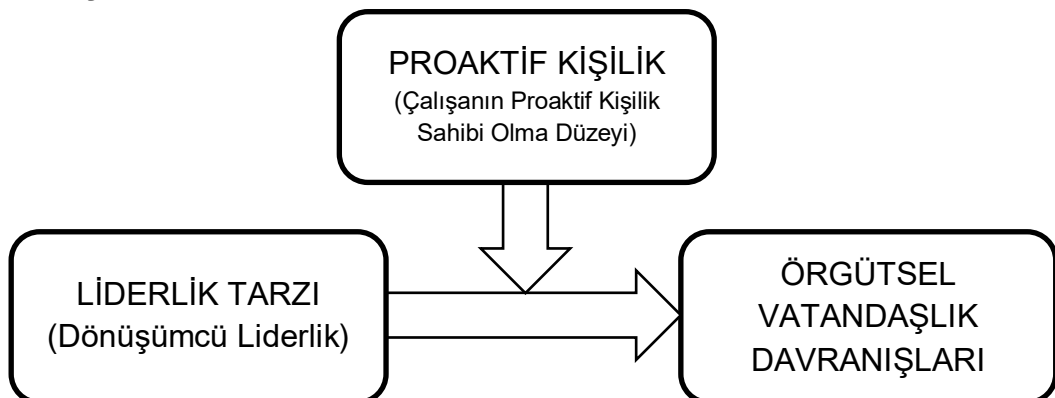 PROAKTİF KİŞİLİK
(Çalışanın Proaktif Kişilik
Sahibi Olma Düzeyi)
LİDERLİK TARZI
(Dönüşümcü Liderlik)
ÖRGÜTSEL
VATANDAŞLIK
DAVRANIŞLARI